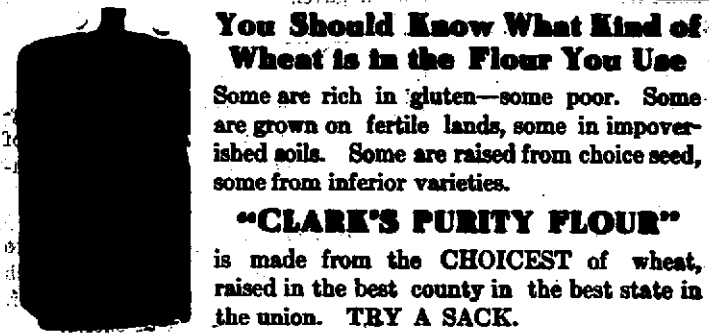 You Should Know What Kind of
Wheat is in the Flour You Use
Some are rich in gluten—some poor. Some
are grown on fertile lands, some in impover-
ished soils. Some are raised from choice seed,
some from inferior varieties.
"CLARK'S PURITY FLOUR"
is made from the CHOICEST of wheat,
raised in the best county in the best state in
the union. TRY A SACK.